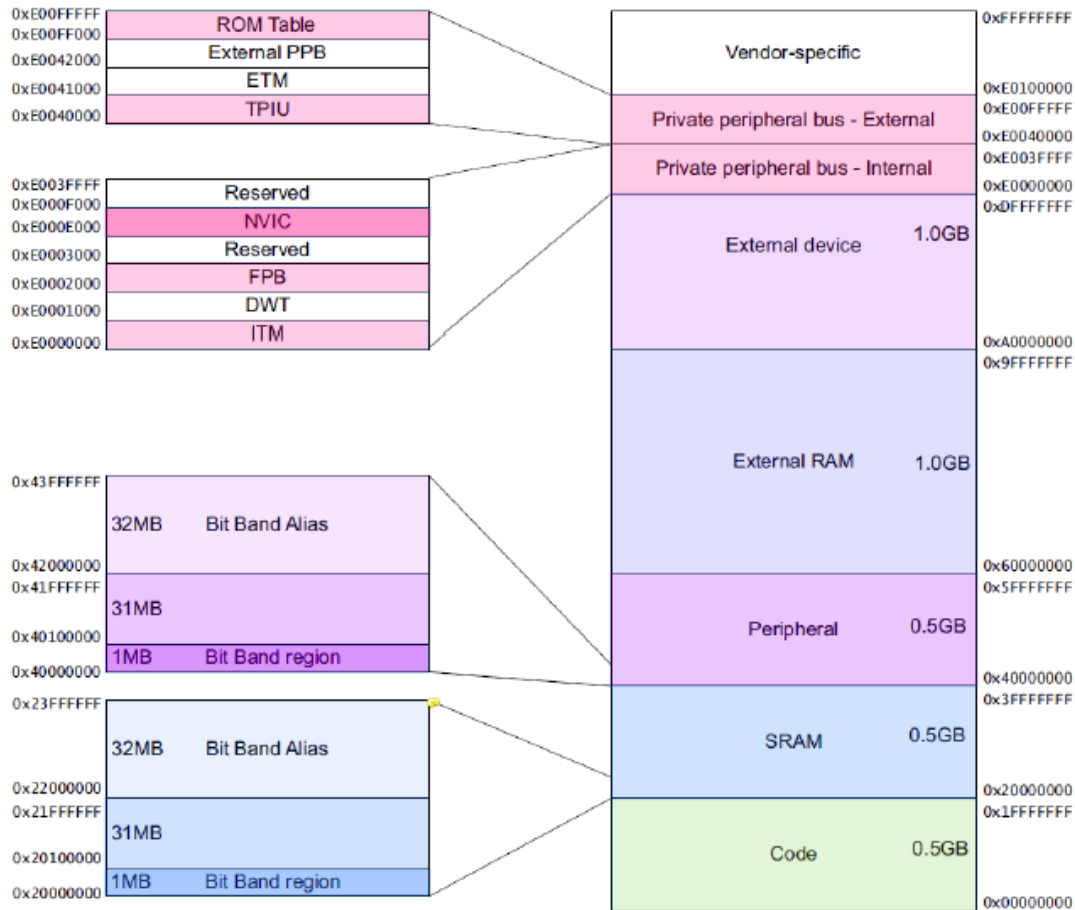 0xE00FFFFF
ROM Table
0xE00FF000
External PPB
0xE0042000
ETM
0xE0041000
TPIU
0xE0040000
0xE003FFFF
Reserved
0xE000F000
NVIC
0xE000E000
Reserved
0xE0003000
FPB
0xE0002000
DWT
0xE0001000
ITM
0xE0000000
0x43FFFFFF
32MB Bit Band Alias
0x42000000
0x41FFFFFF
31MB
0x40100000
1MB Bit Band region
0x40000000
0x23FFFFFF
32MB Bit Band Alias
0x22000000
0x21FFFFFF
31MB
0x20100000
1MB Bit Band region
0x20000000
0xFFFFFFFF
Vendor-specific
0xE0100000
0xE00FFFFF
Private peripheral bus - External
0xE0040000
0xE003FFFF
Private peripheral bus - Internal
0xE0000000
0xDFFFFFFF
External device 1.0GB
0xA0000000
0x9FFFFFFF
External RAM 1.0GB
0x60000000
0x5FFFFFFF
Peripheral 0.5GB
0x40000000
0x3FFFFFFF
SRAM 0.5GB
0x20000000
0x1FFFFFFF
Code 0.5GB
0x00000000